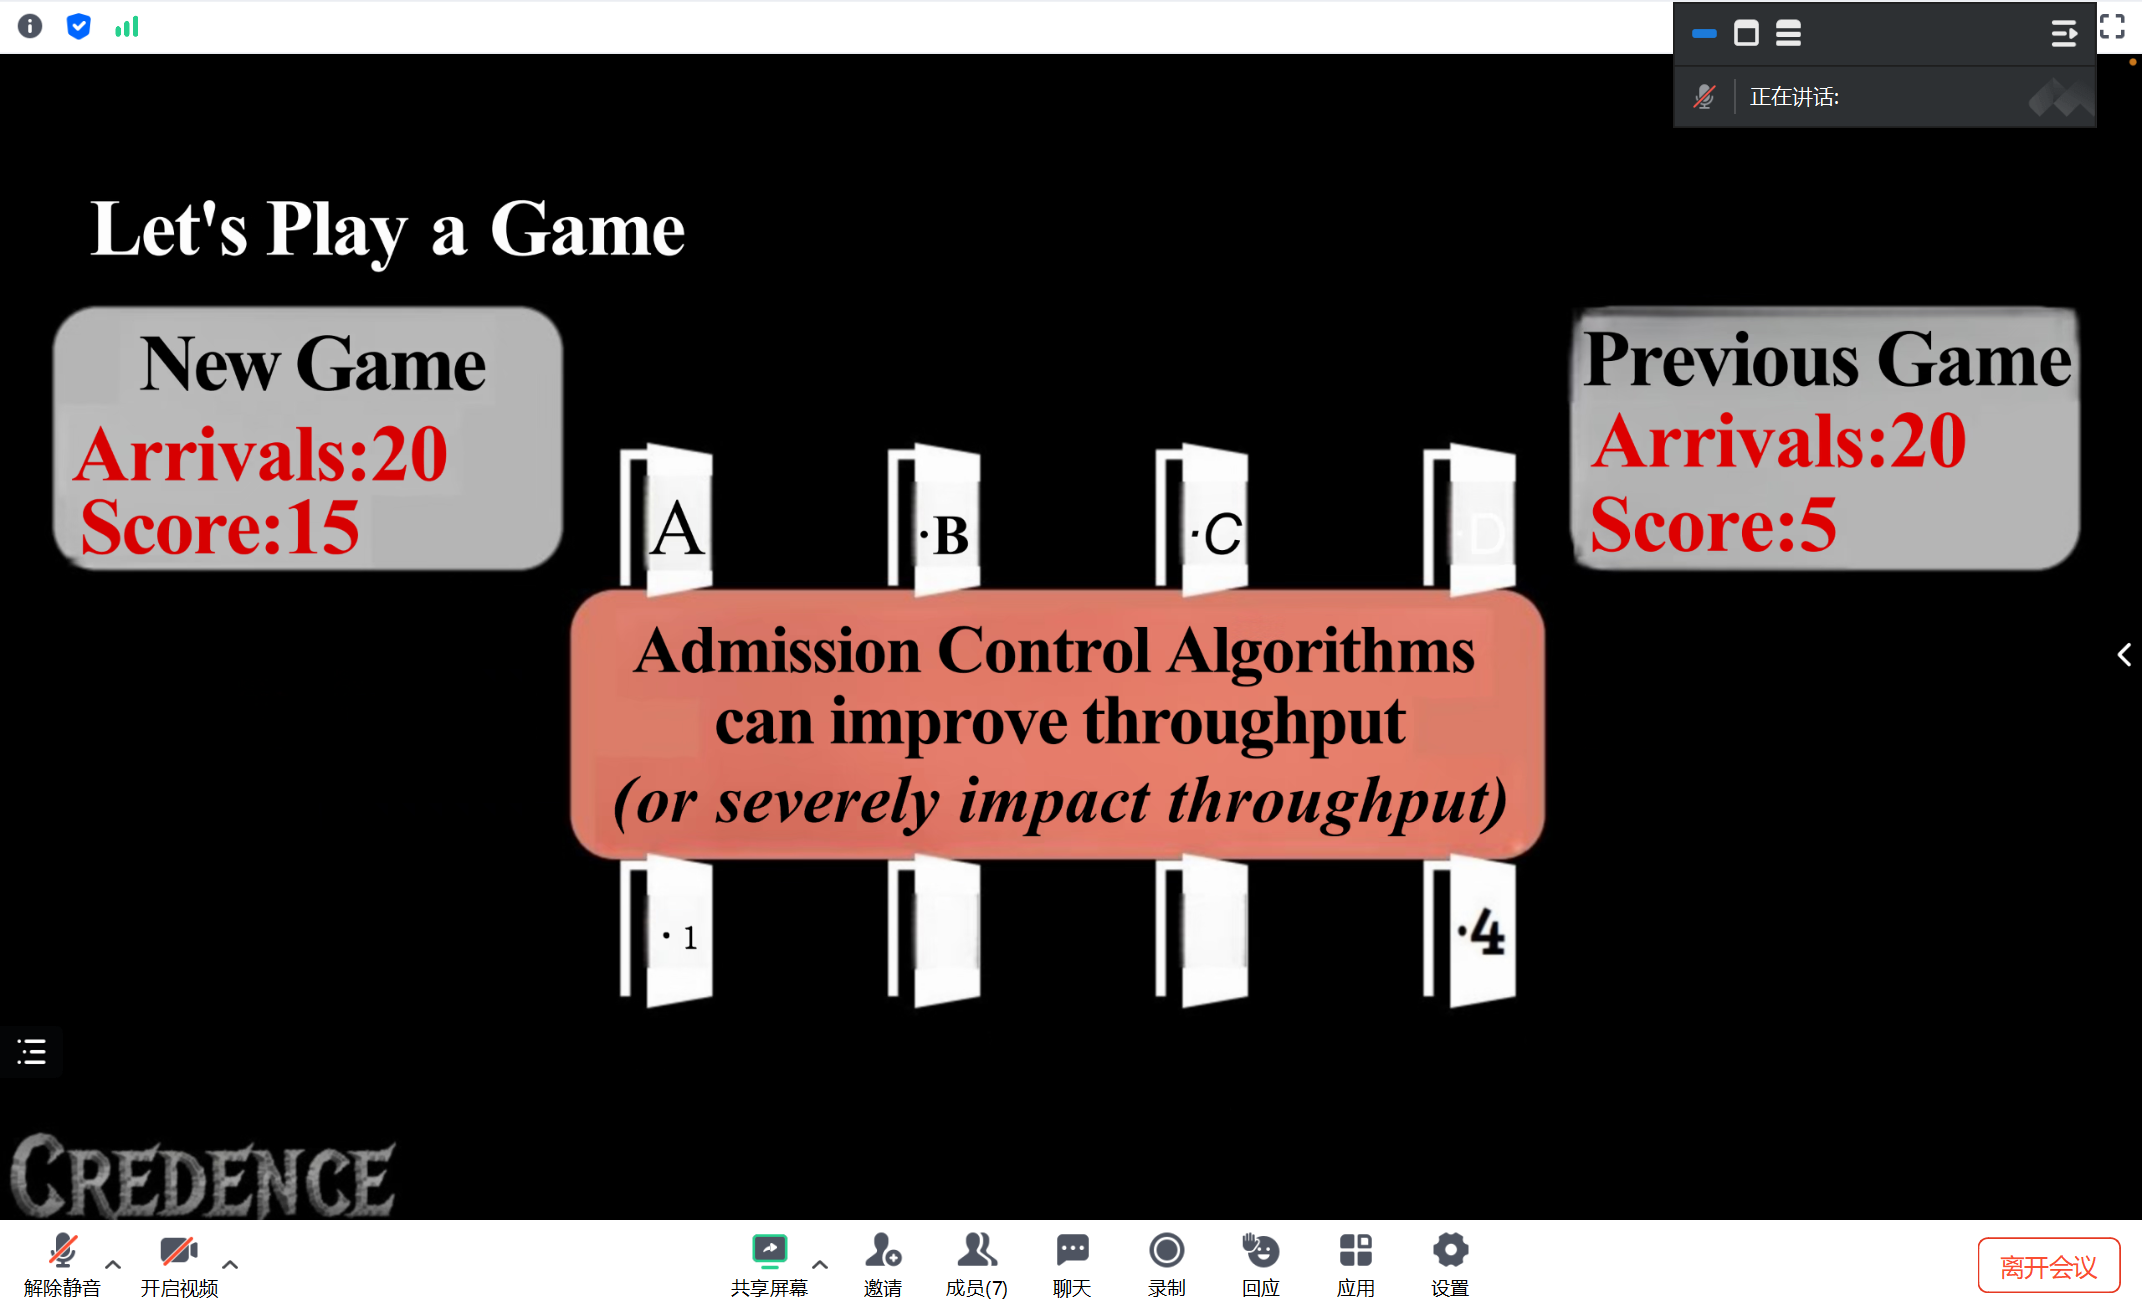 正在讲话:
Let's Play a Game
New Game
Arrivals:20
Score:15
Previous Game
Arrivals:20
Score:5
A
·B
·C
·D
Admission Control Algorithms
can improve throughput
(or severely impact throughput)
· 1
·4
CREDENCE
解除静音
开启视频
共享屏幕
邀请
成员(7)
聊天
录制
回应
应用
设置
离开会议